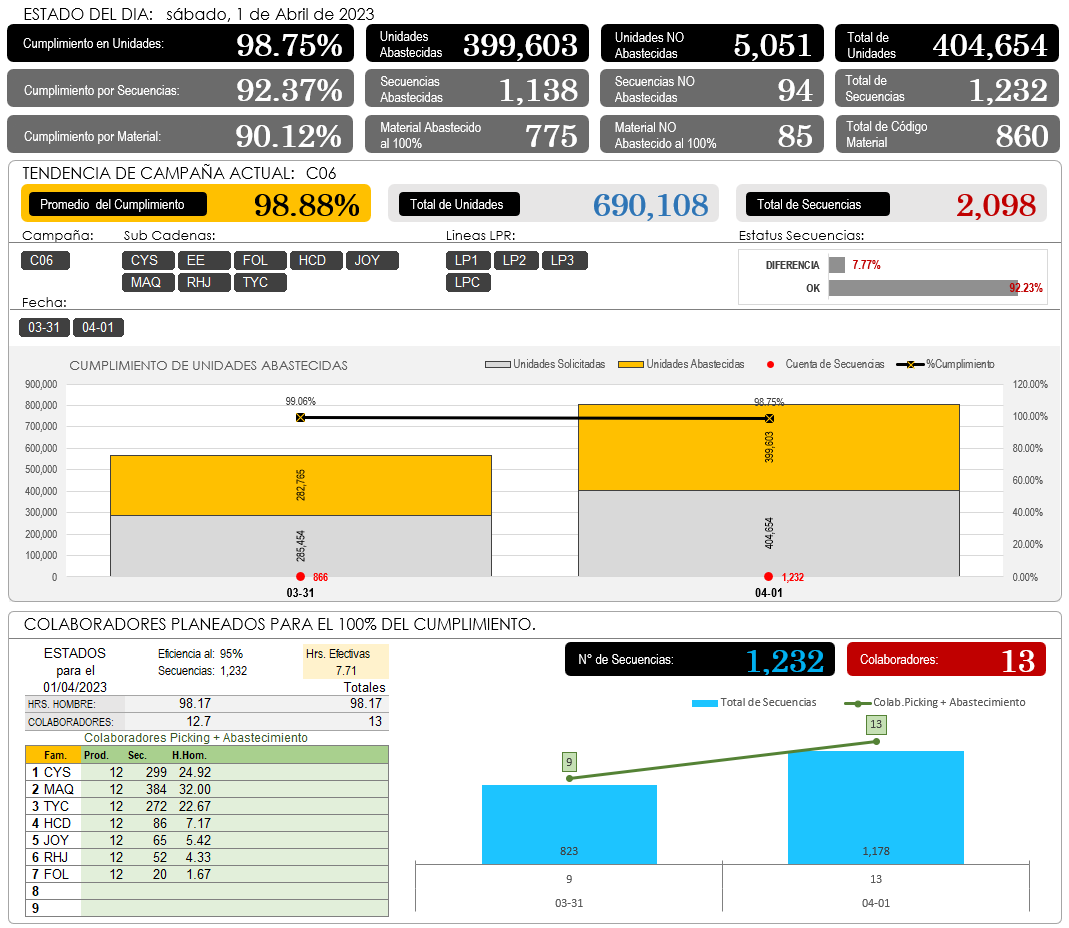 ESTADO DEL DIA: sábado, 1 de Abril de 2023
Cumplimiento en Unidades: 98.75%
Unidades Abastecidas 399,603
Unidades NO Abastecidas 5,051
Total de Unidades 404,654
Cumplimiento por Secuencias: 92.37%
Secuencias Abastecidas 1,138
Secuencias NO Abastecidas 94
Total de Secuencias 1,232
Cumplimiento por Material: 90.12%
Material Abastecido al 100% 775
Material NO Abastecido al 100% 85
Total de Código Material 860
TENDENCIA DE CAMPAÑA ACTUAL: C06
Promedio del Cumplimiento 98.88%
Total de Unidades 690,108
Total de Secuencias 2,098
Campaña:
C06
Sub Cadenas:
CYS EE FOL HCD JOY
MAQ RHJ TYC
Lineas LPR:
LP1 LP2 LP3
LPC
Estatus Secuencias:
DIFERENCIA 7.77%
OK 92.23%
Fecha:
03-31 04-01
CUMPLIMIENTO DE UNIDADES ABASTECIDAS
Unidades Solicitadas Unidades Abastecidas Cuenta de Secuencias %Cumplimiento
900,000
800,000
700,000
600,000
500,000
400,000
300,000
200,000
100,000
0
99.06%
282,765
285,454
866
98.75%
399,603
404,654
1,232
120.00%
100.00%
80.00%
60.00%
40.00%
20.00%
0.00%
03-31 04-01
COLABORADORES PLANEADOS PARA EL 100% DEL CUMPLIMIENTO.
ESTADOS
para el
01/04/2023
Eficiencia al: 95%
Secuencias: 1,232
Hrs. Efectivas
7.71
Totales
HRS. HOMBRE: 98.17 98.17
COLABORADORES: 12.7 13
Colaboradores Picking + Abastecimiento
Fam. Prod. Sec. H.Hom.
1 CYS 12 299 24.92
2 MAQ 12 384 32.00
3 TYC 12 272 22.67
4 HCD 12 86 7.17
5 JOY 12 65 5.42
6 RHJ 12 52 4.33
7 FOL 12 20 1.67
8
9
N° de Secuencias: 1,232
Colaboradores: 13
Total de Secuencias Colab.Picking + Abastecimiento
9
13
823
1,178
9 13
03-31 04-01